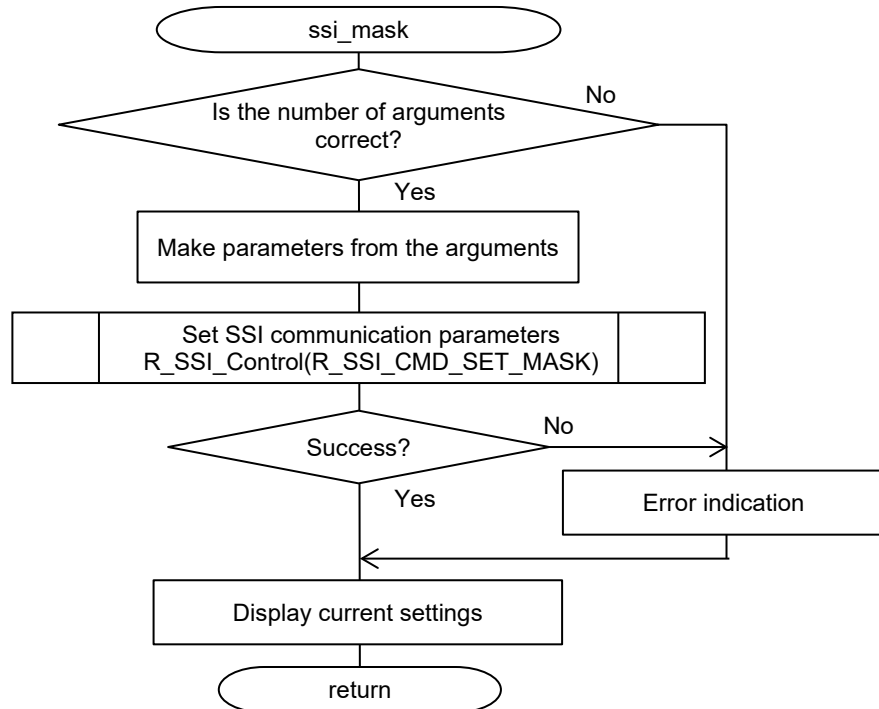 ssi_mask
No
Is the number of arguments
correct?
Yes
Make parameters from the arguments
Set SSI communication parameters
R_SSI_Control(R_SSI_CMD_SET_MASK)
No
Success?
Yes
Error indication
Display current settings
return